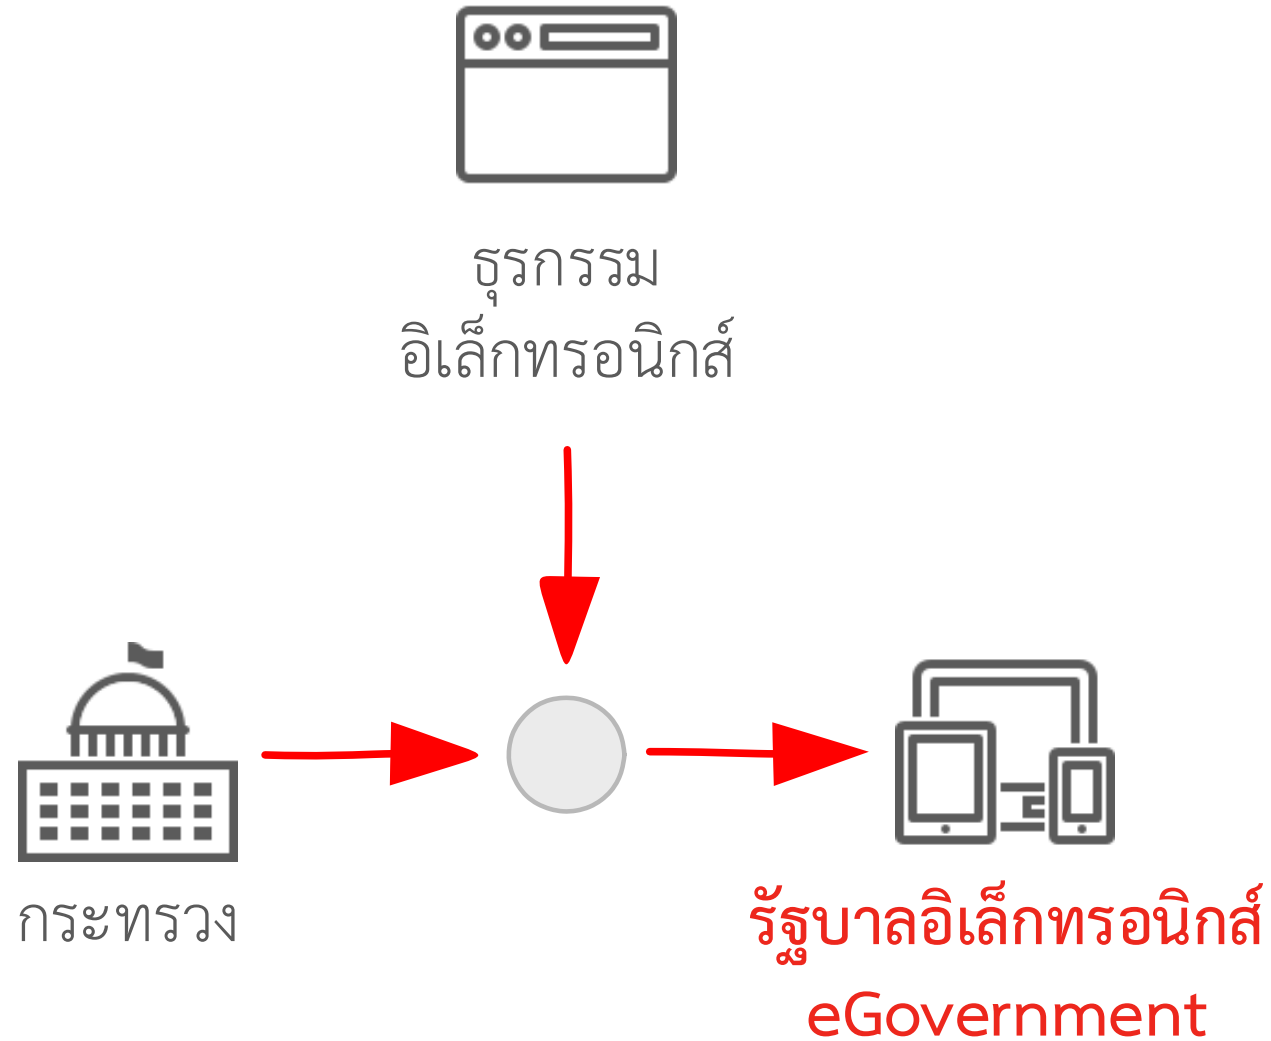 ธุรกรรม
อิเล็กทรอนิกส์
กระทรวง
รัฐบาลอิเล็กทรอนิกส์
eGovernment